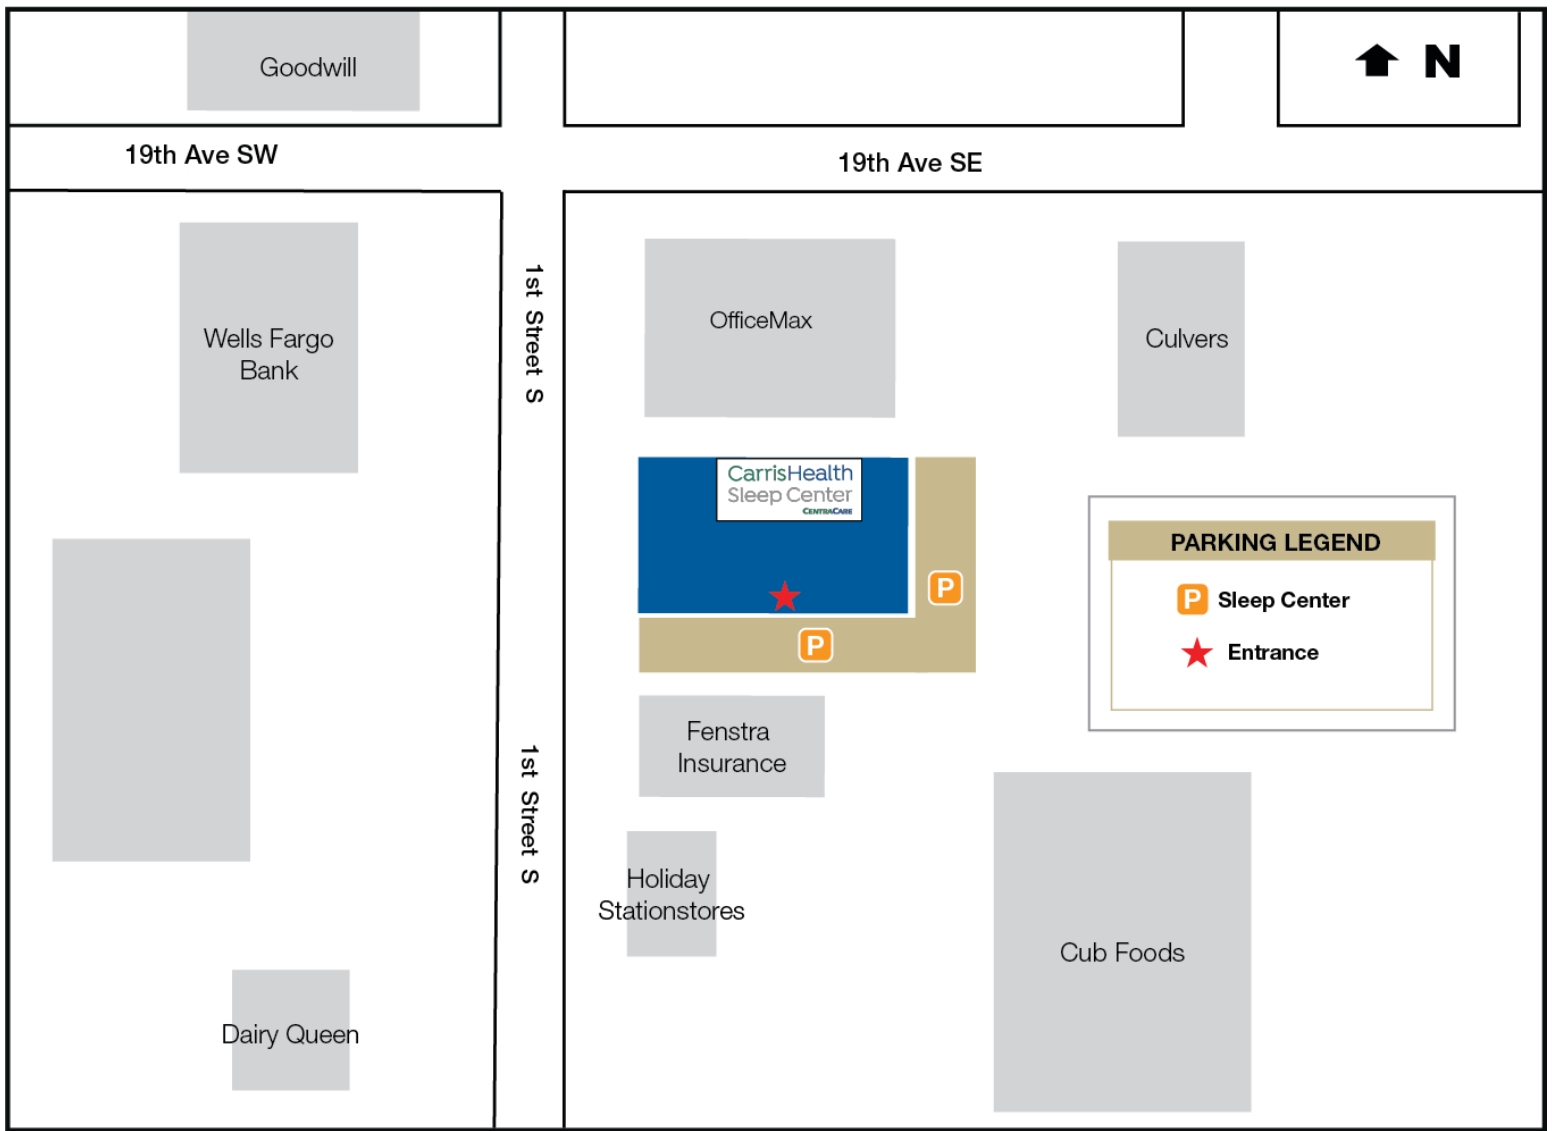 Goodwill
N
19th Ave SW
19th Ave SE
Wells Fargo
Bank
1st Street S
OfficeMax
Culvers
CarrisHealth
Sleep Center
CENTRACARE
P
P
PARKING LEGEND
P Sleep Center
Entrance
Fenstra
Insurance
1st Street S
Holiday
Stationstores
Cub Foods
Dairy Queen